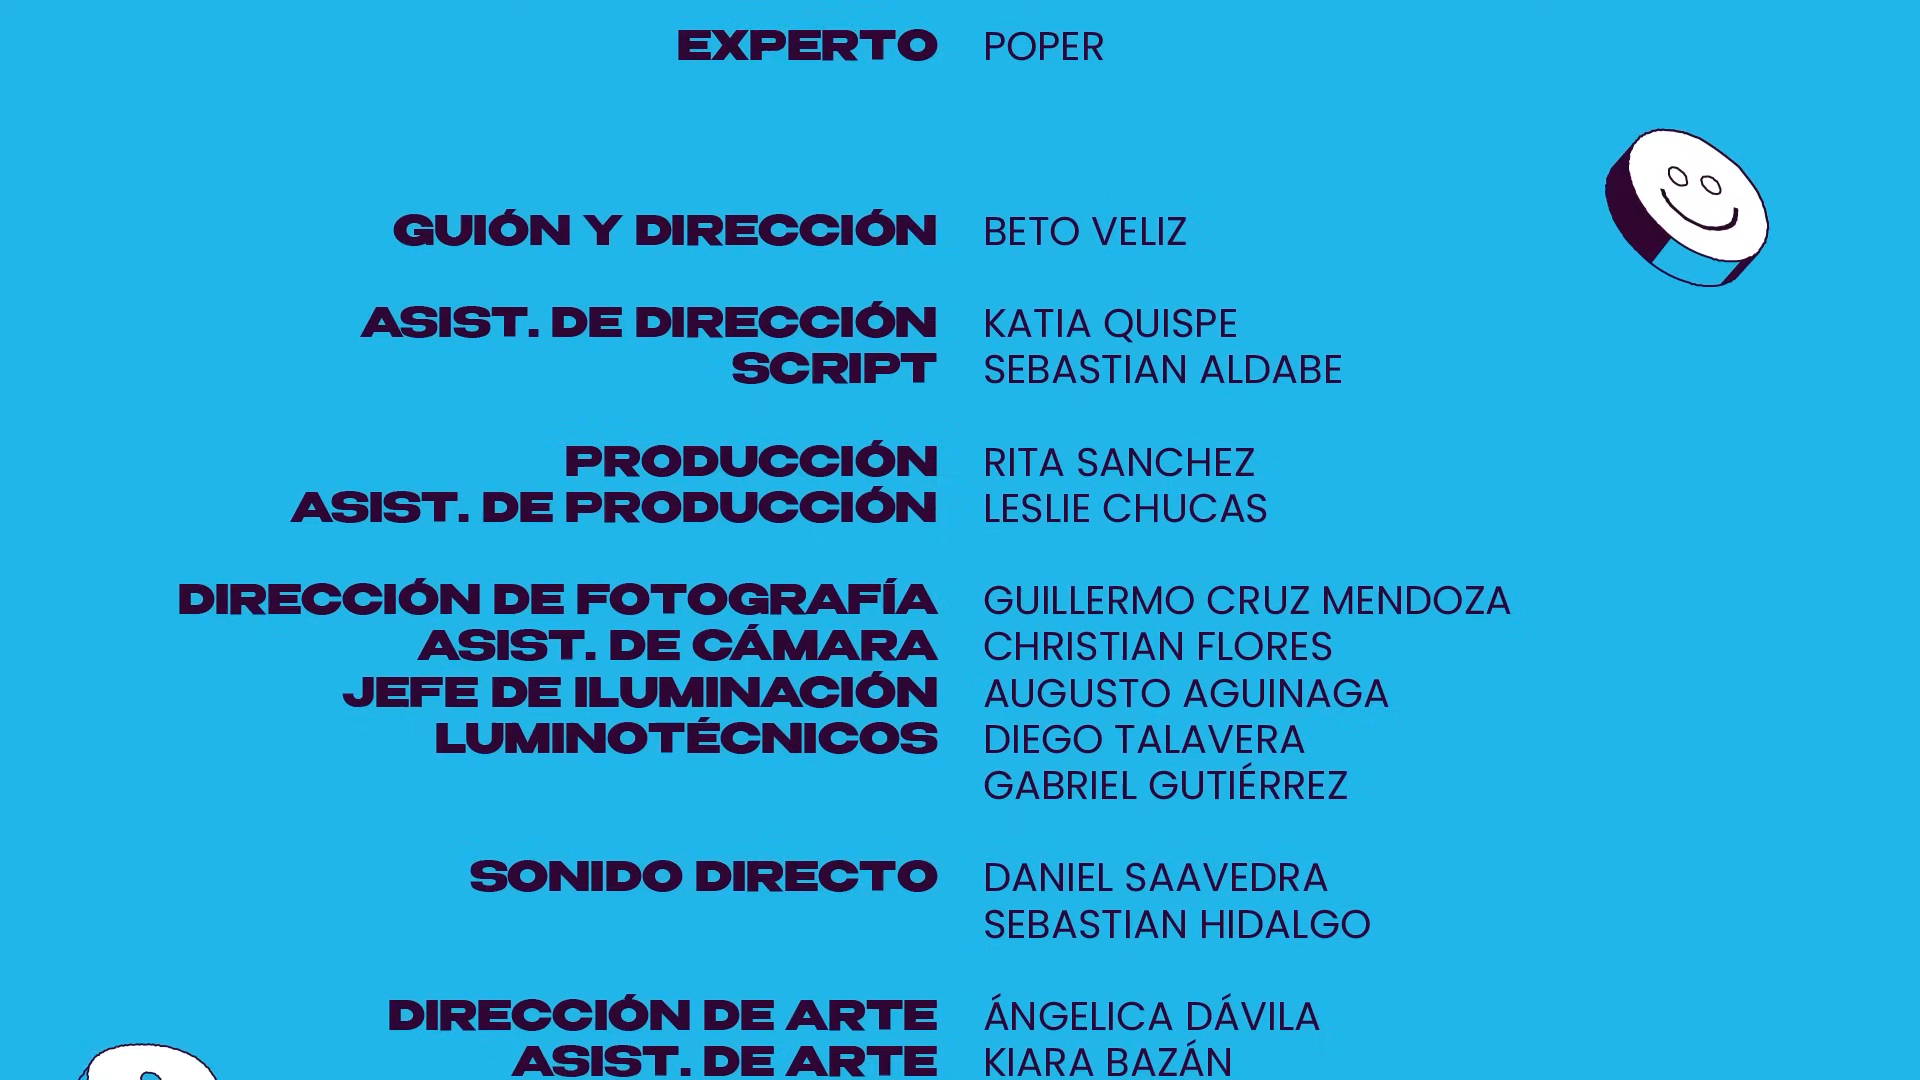 EXPERTO POPER
GUIÓN Y DIRECCIÓN BETO VELIZ
ASIST. DE DIRECCIÓN KATIA QUISPE
SCRIPT SEBASTIAN ALDABE
PRODUCCIÓN RITA SANCHEZ
ASIST. DE PRODUCCIÓN LESLIE CHUCAS
DIRECCIÓN DE FOTOGRAFÍA GUILLERMO CRUZ MENDOZA
ASIST. DE CÁMARA CHRISTIAN FLORES
JEFE DE ILUMINACIÓN AUGUSTO AGUINAGA
LUMINOTÉCNICOS DIEGO TALAVERA
GABRIEL GUTIÉRREZ
SONIDO DIRECTO DANIEL SAAVEDRA
SEBASTIAN HIDALGO
DIRECCIÓN DE ARTE ÁNGELICA DÁVILA
ASIST. DE ARTE KIARA BAZÁN